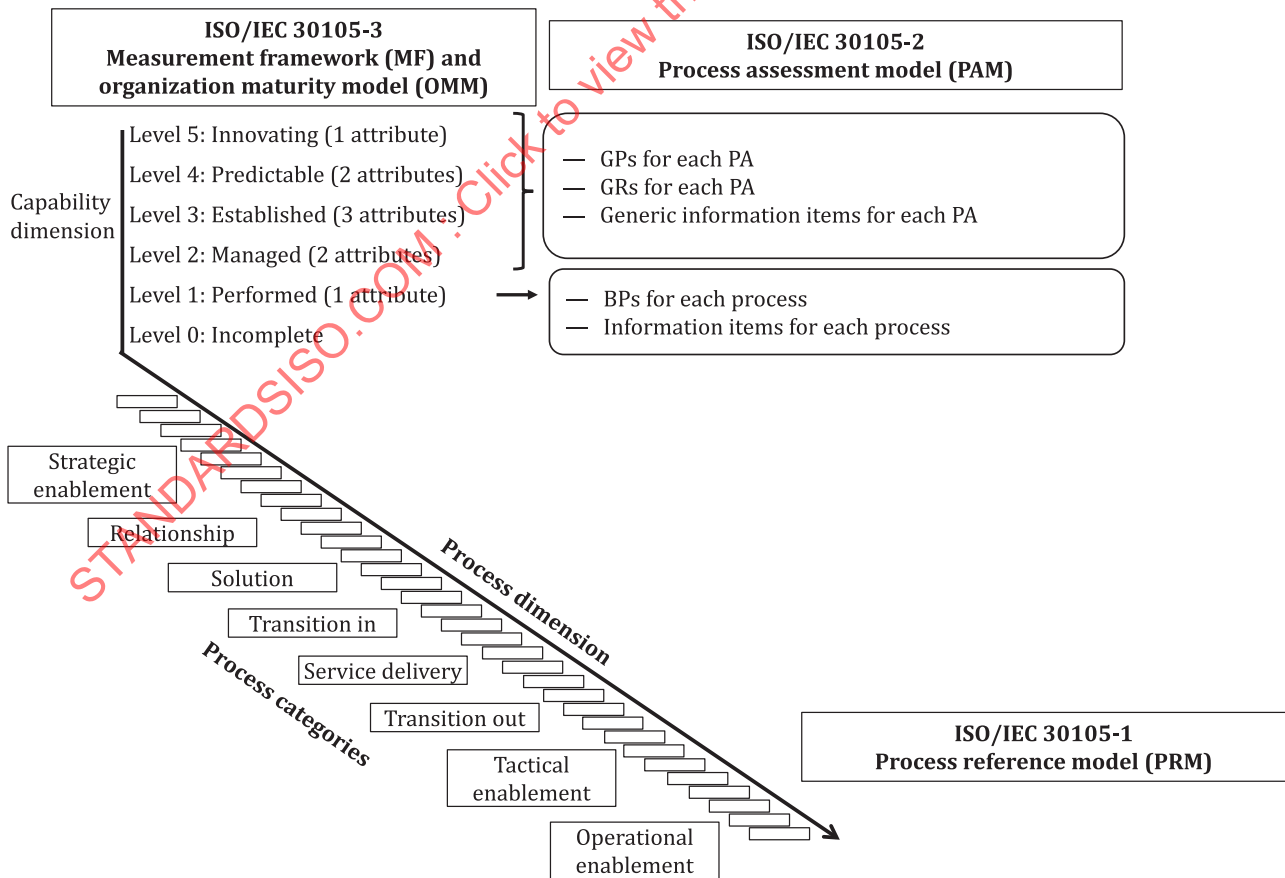 ISO/IEC 30105-3
Measurement framework (MF) and
organization maturity model (OMM)
ISO/IEC 30105-2
Process assessment model (PAM)
Capability
dimension
Level 5: Innovating (1 attribute)
Level 4: Predictable (2 attributes)
Level 3: Established (3 attributes)
Level 2: Managed (2 attributes)
Level 1: Performed (1 attribute)
Level 0: Incomplete
— GPs for each PA
— GRs for each PA
— Generic information items for each PA
— BPs for each process
— Information items for each process
Strategic
enablement
Relationship
Solution
Transition in
Service delivery
Transition out
Tactical
enablement
Operational
enablement
Process categories
Process dimension
ISO/IEC 30105-1
Process reference model (PRM)
STANDARDSISO.COM : Click to view